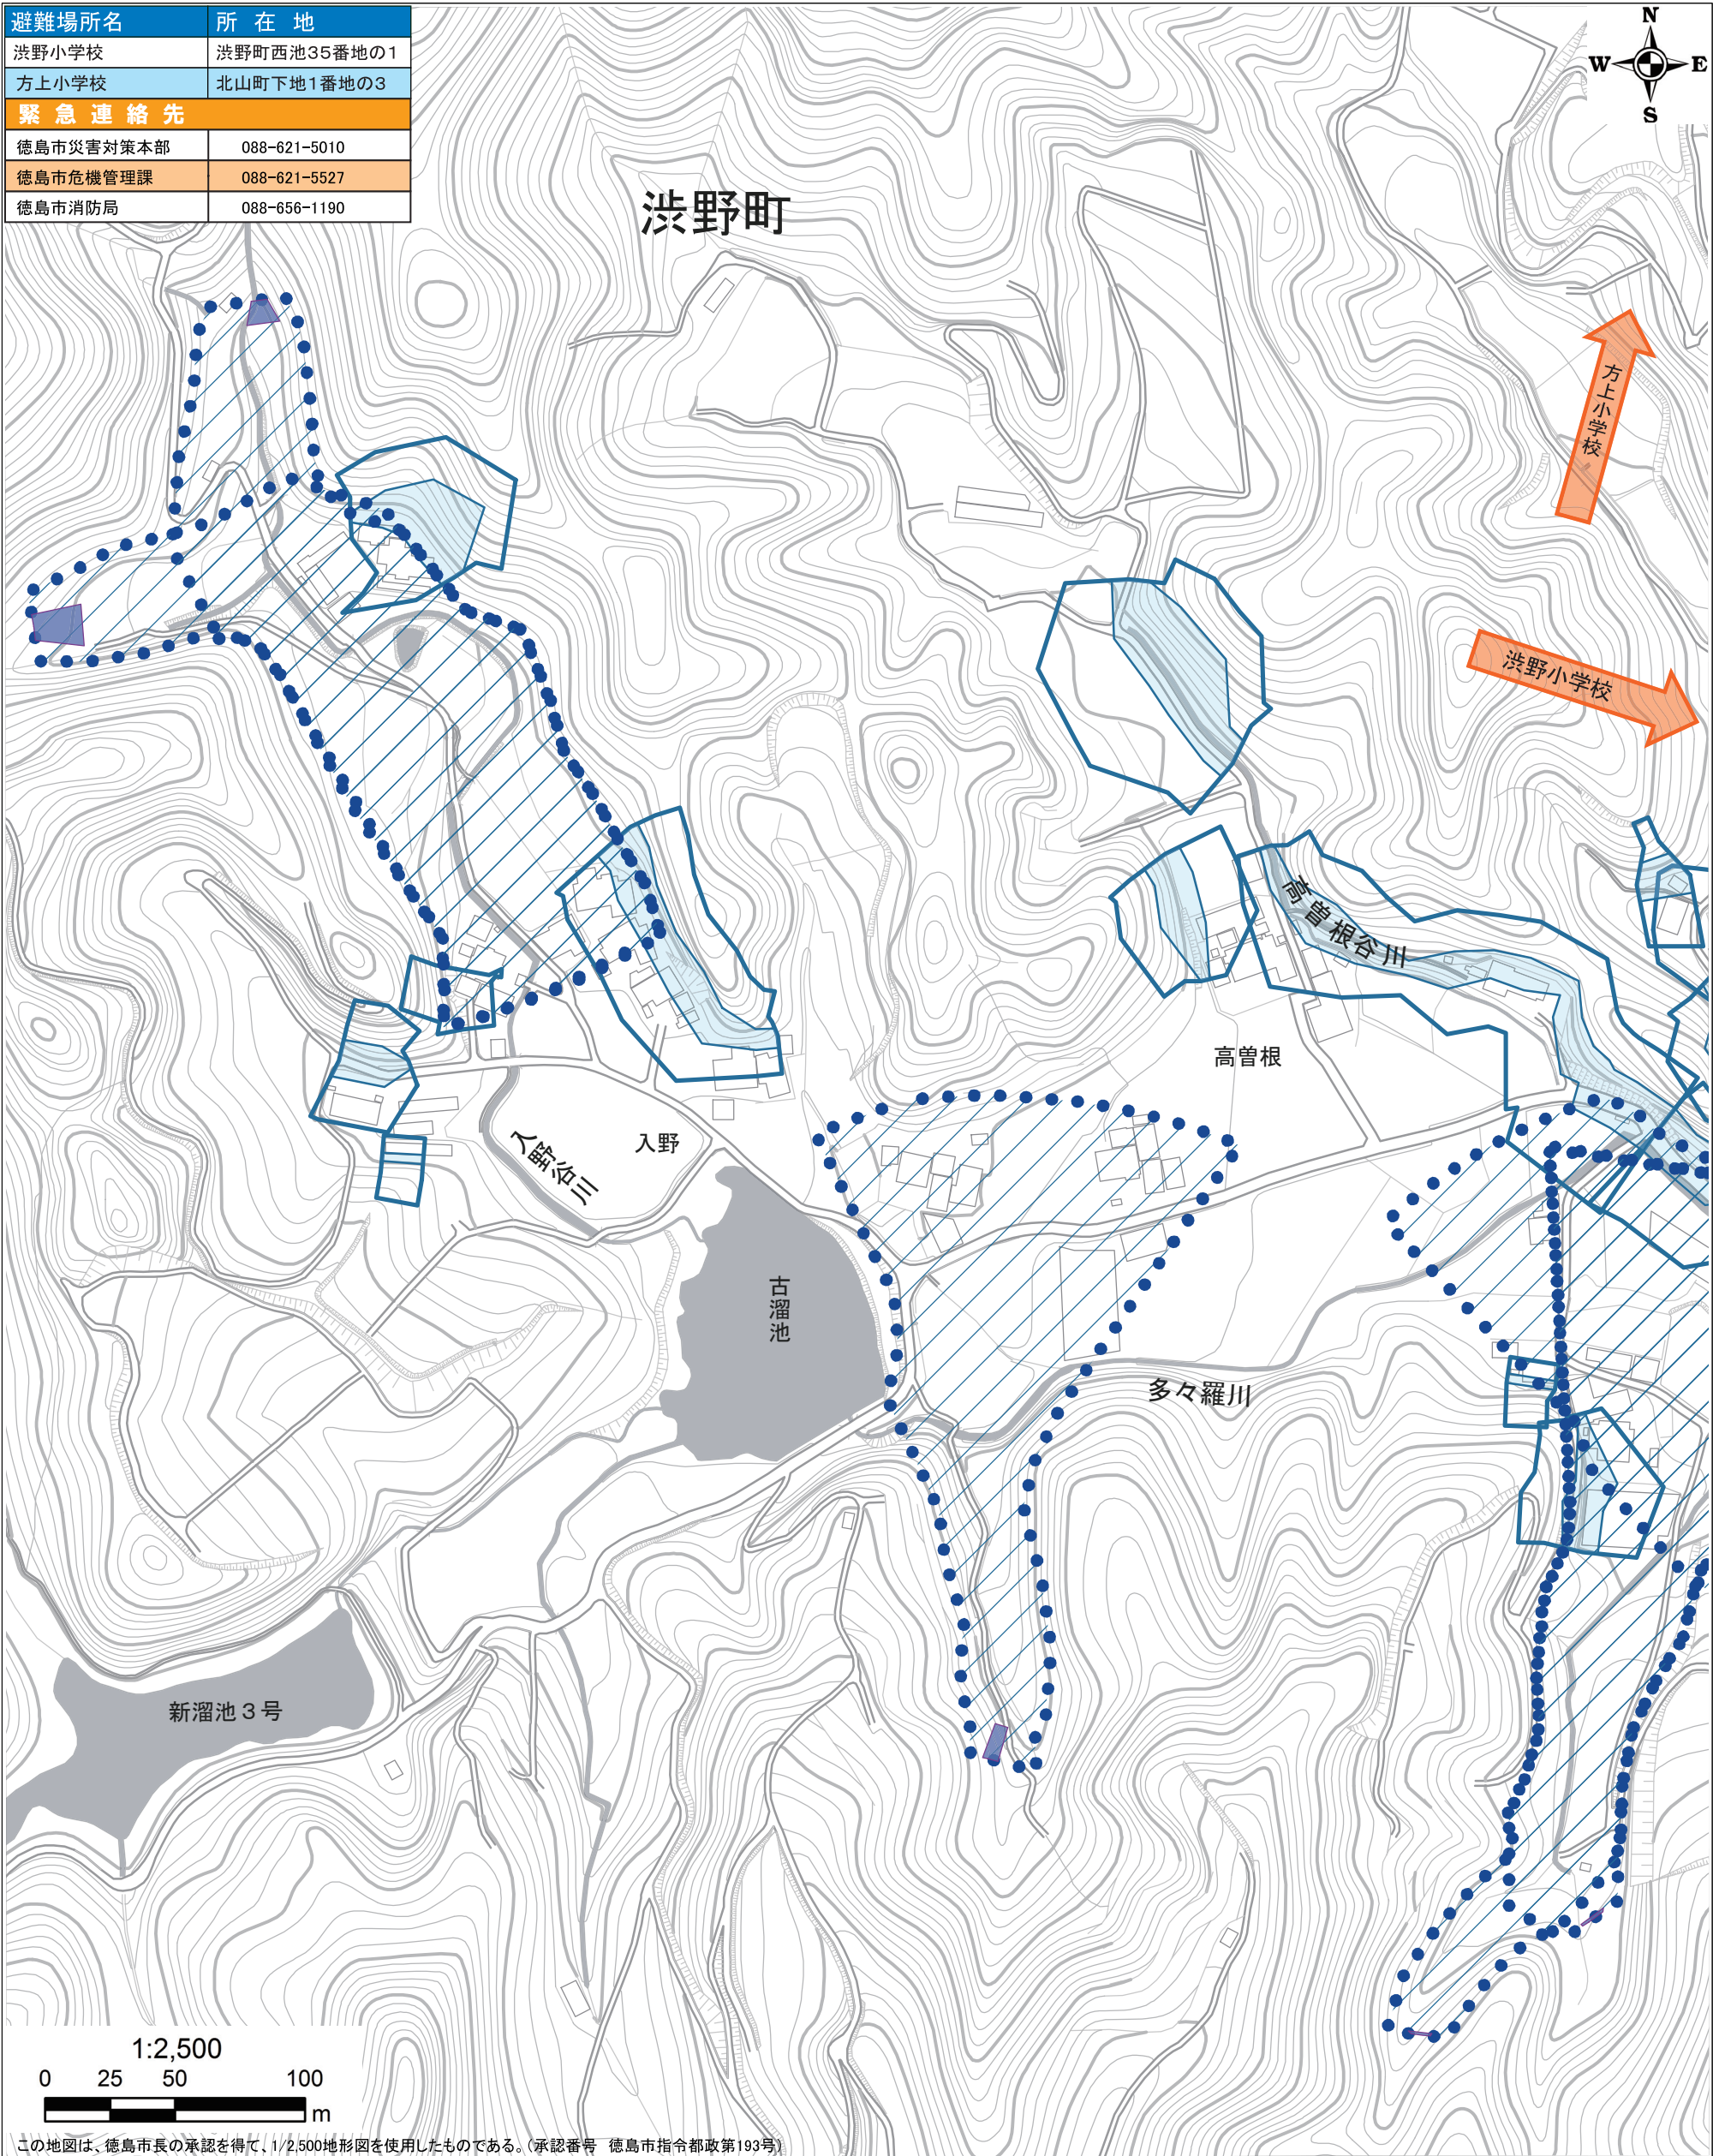 避難場所名 所在地
渋野小学校 渋野町西池35番地の1
方上小学校 北山町下地1番地の3
緊急連絡先
徳島市災害対策本部 088-621-5010
徳島市危機管理課 088-621-5527
徳島市消防局 088-656-1190
N
W E
S
渋野町
方上小学校
渋野小学校
高曽根谷川
高曽根
入野
入野谷川
古溜池
多々羅川
新溜池３号
1:2,500
0 25 50 100
m
この地図は、徳島市長の承認を得て、1/2,500地形図を使用したものである。（承認番号 徳島市指令都政第193号）